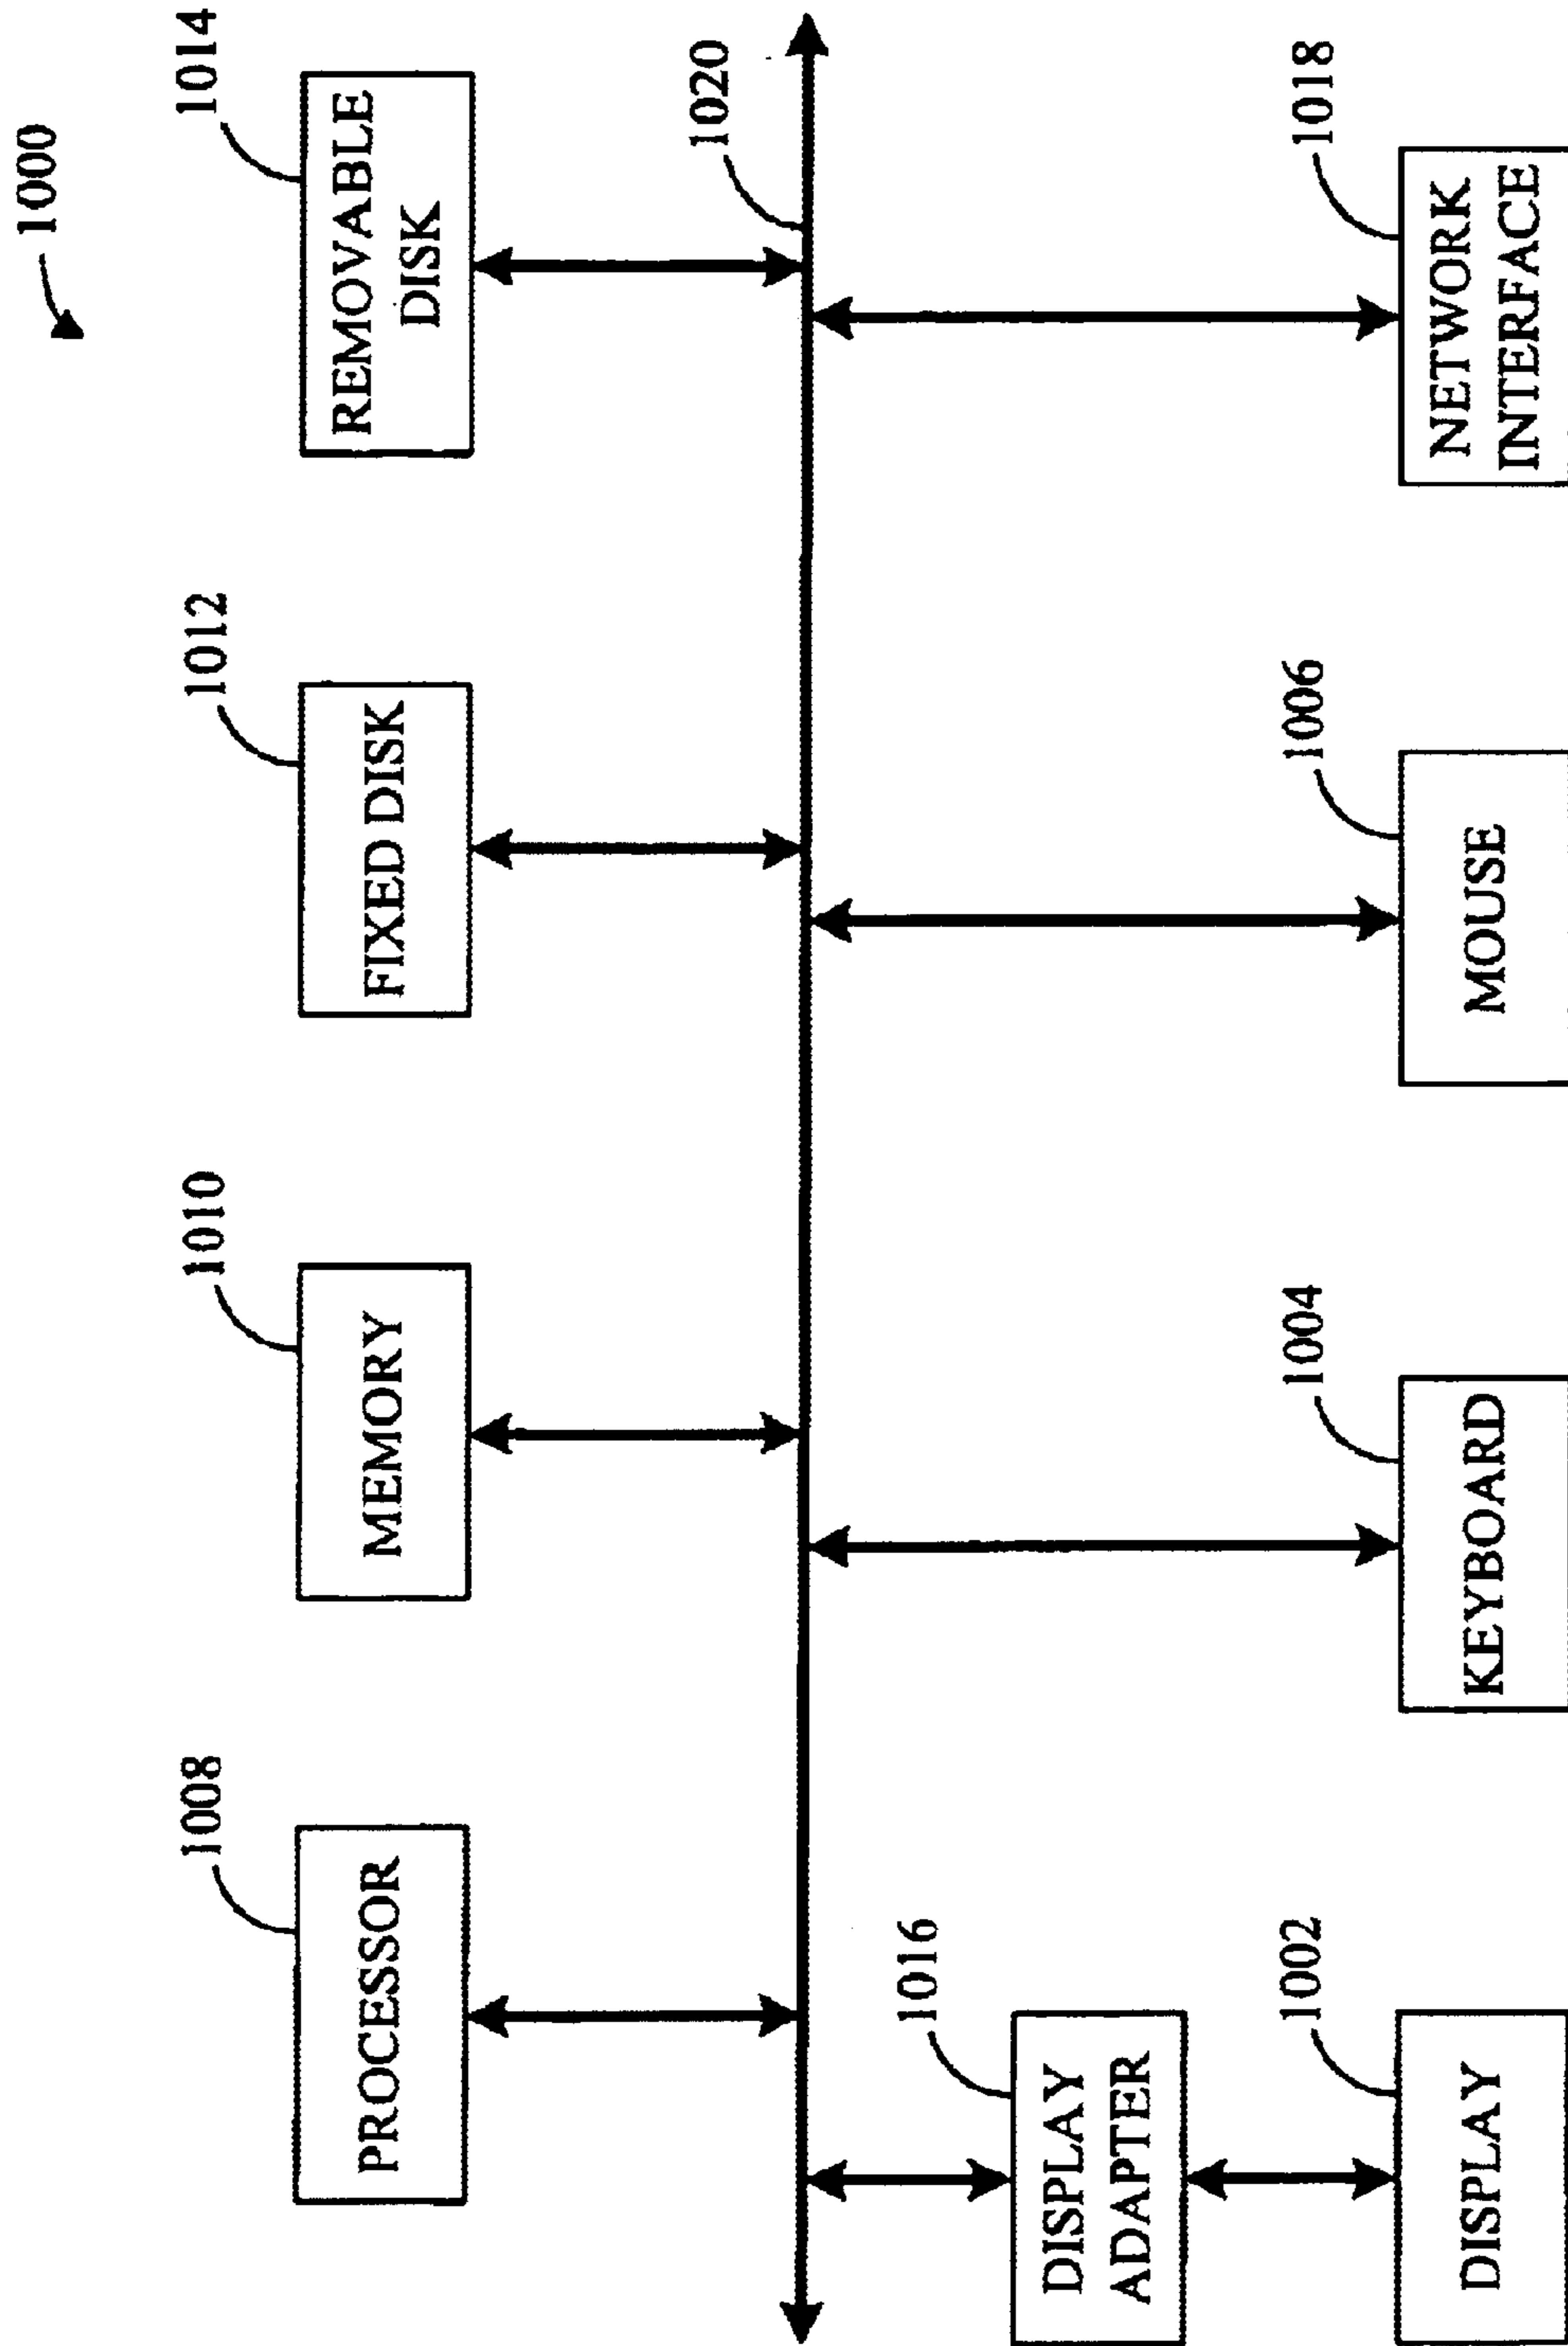 1000
1008
PROCESSOR
1010
MEMORY
1012
FIXED DISK
1014
REMOVABLE
DISK
1020
1016
DISPLAY
ADAPTER
1002
DISPLAY
1004
KEYBOARD
1006
MOUSE
1018
NETWORK
INTERFACE